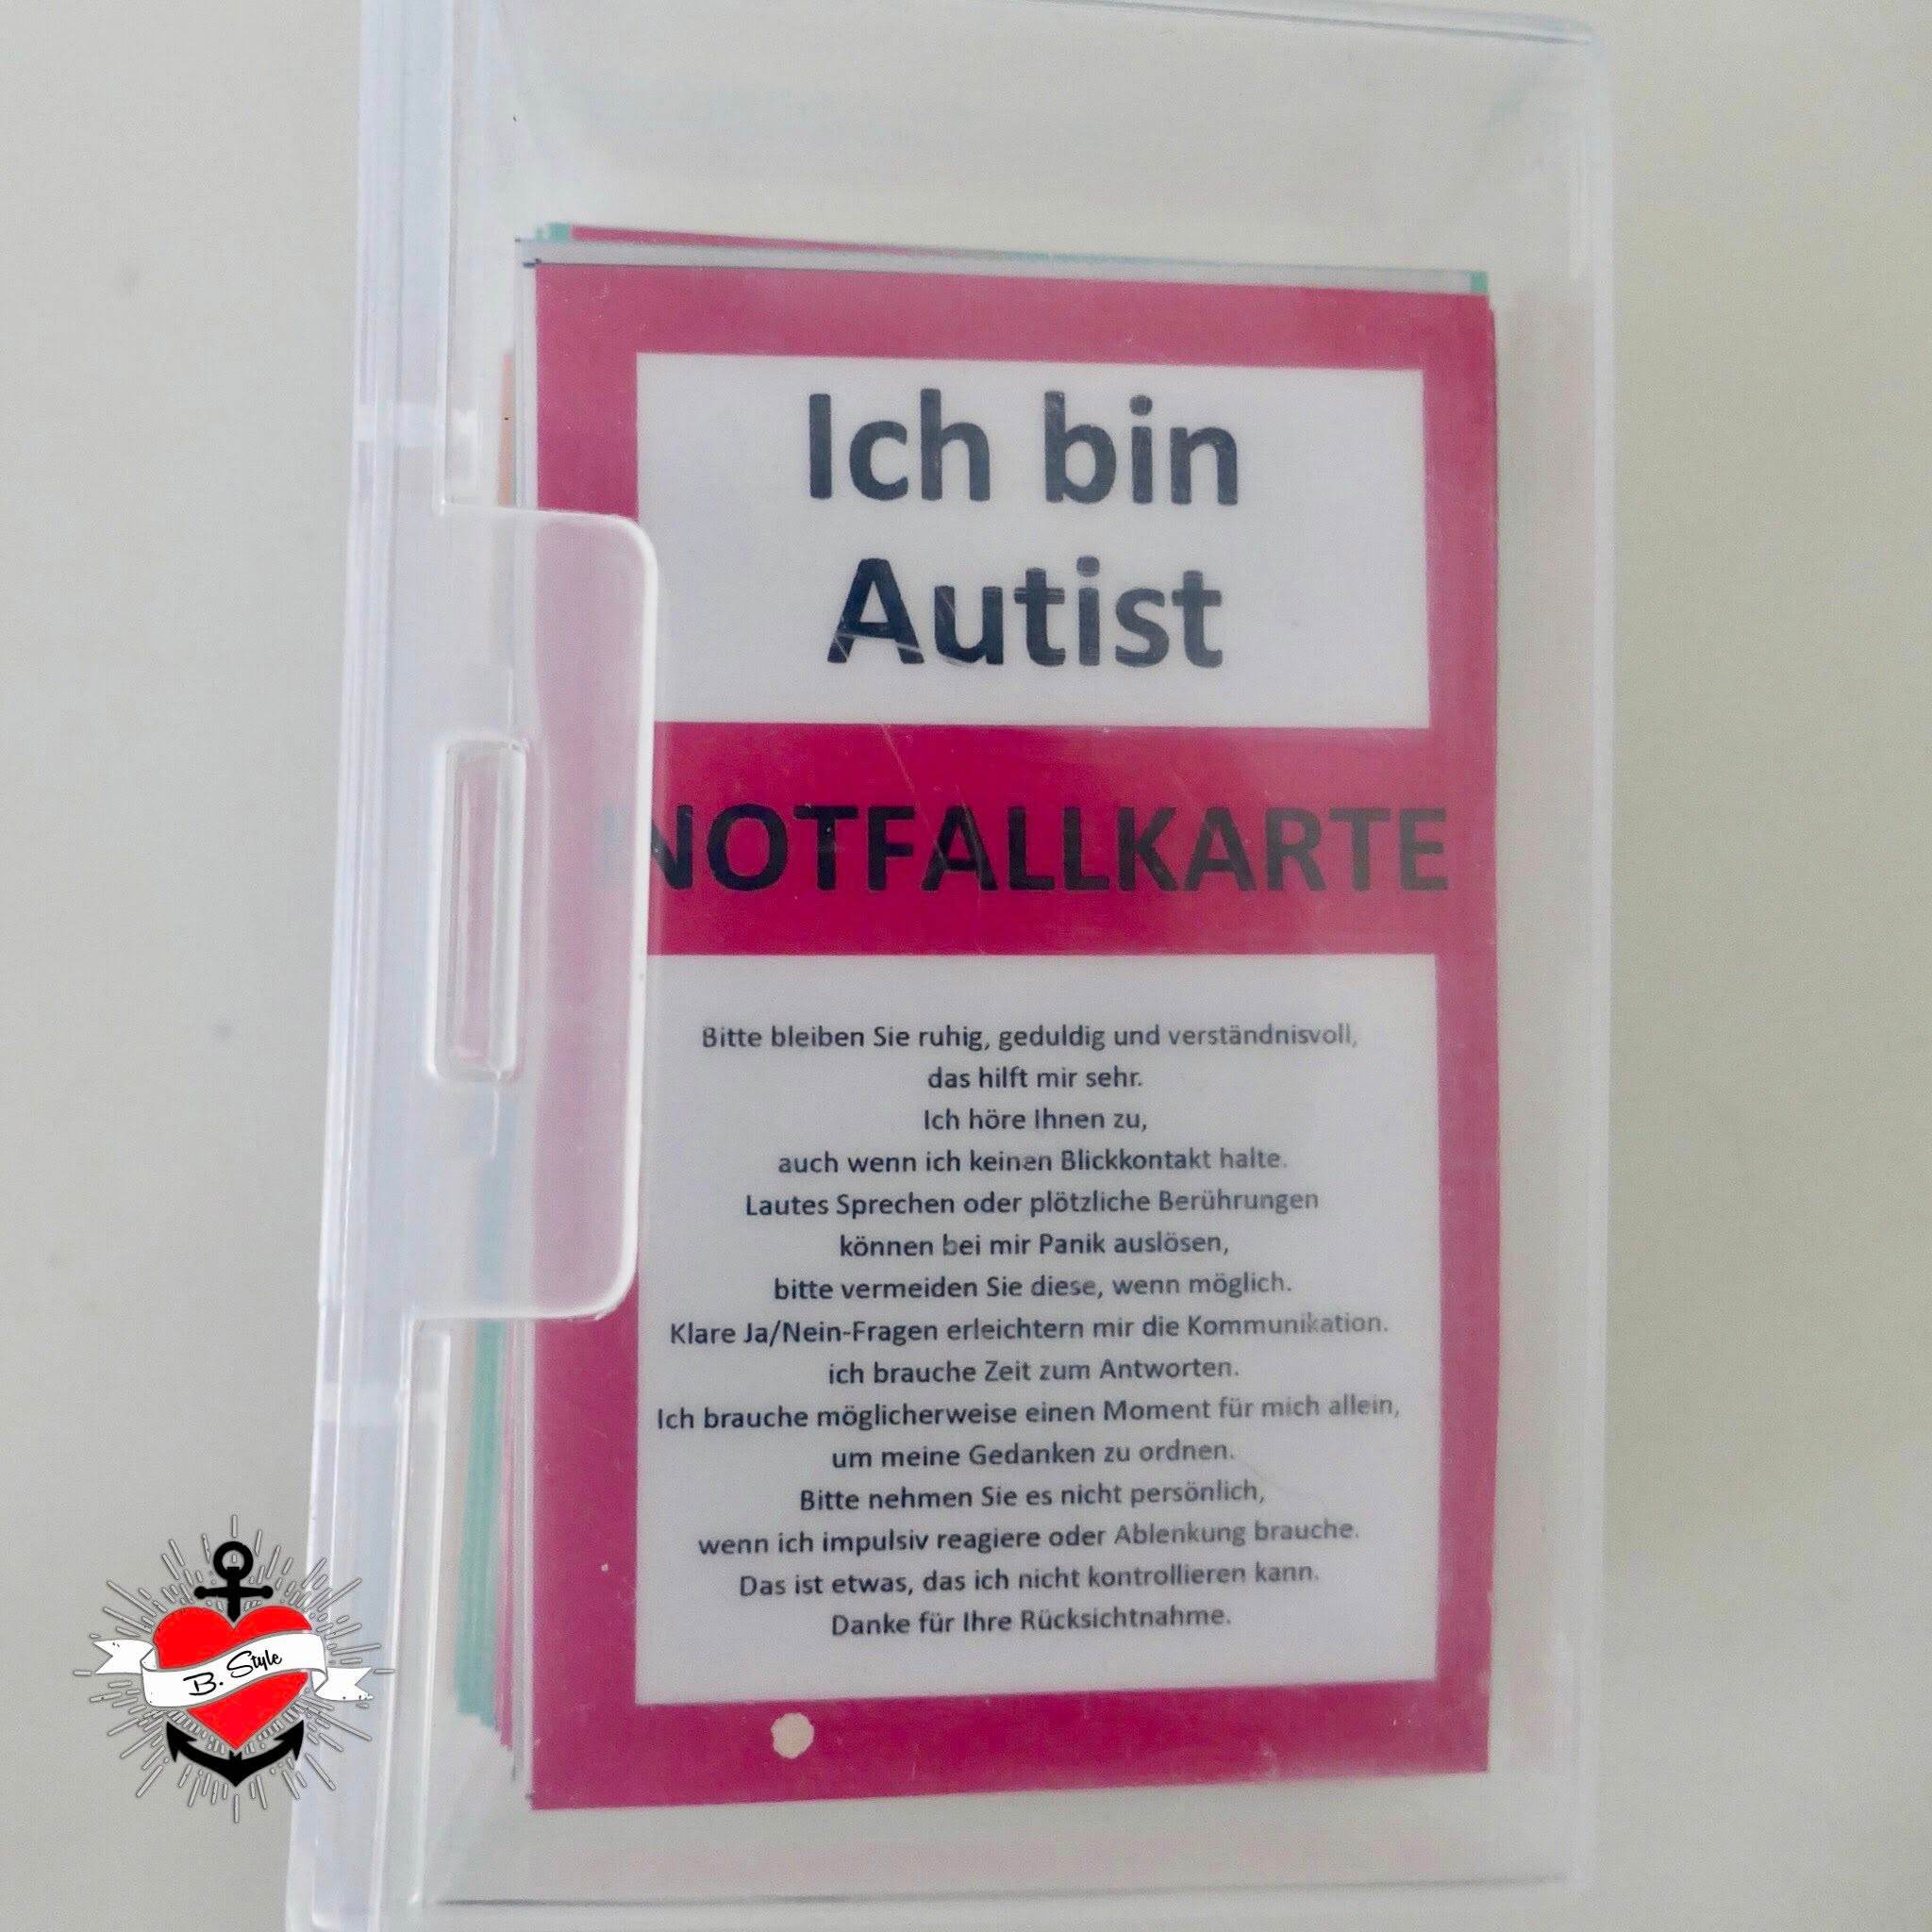 Ich bin
Autist
NOTFALLKARTE
Bitte bleiben Sie ruhig, geduldig und verständnisvoll,
das hilft mir sehr.
Ich höre Ihnen zu,
auch wenn ich keinen Blickkontakt halte.
Lautes Sprechen oder plötzliche Berührungen
können bei mir Panik auslösen,
bitte vermeiden Sie diese, wenn möglich.
Klare Ja/Nein-Fragen erleichtern mir die Kommunikation.
ich brauche Zeit zum Antworten.
Ich brauche möglicherweise einen Moment für mich allein,
um meine Gedanken zu ordnen.
Bitte nehmen Sie es nicht persönlich,
wenn ich impulsiv reagiere oder Ablenkung brauche.
Das ist etwas, das ich nicht kontrollieren kann.
Danke für Ihre Rücksichtnahme.
B. Style